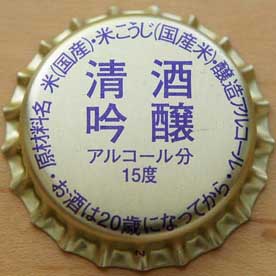 原材料名 米(国産)・米こうじ(国産米)・醸造アルコール
清酒
吟醸
アルコール分
15度
・お酒は20歳になってから・